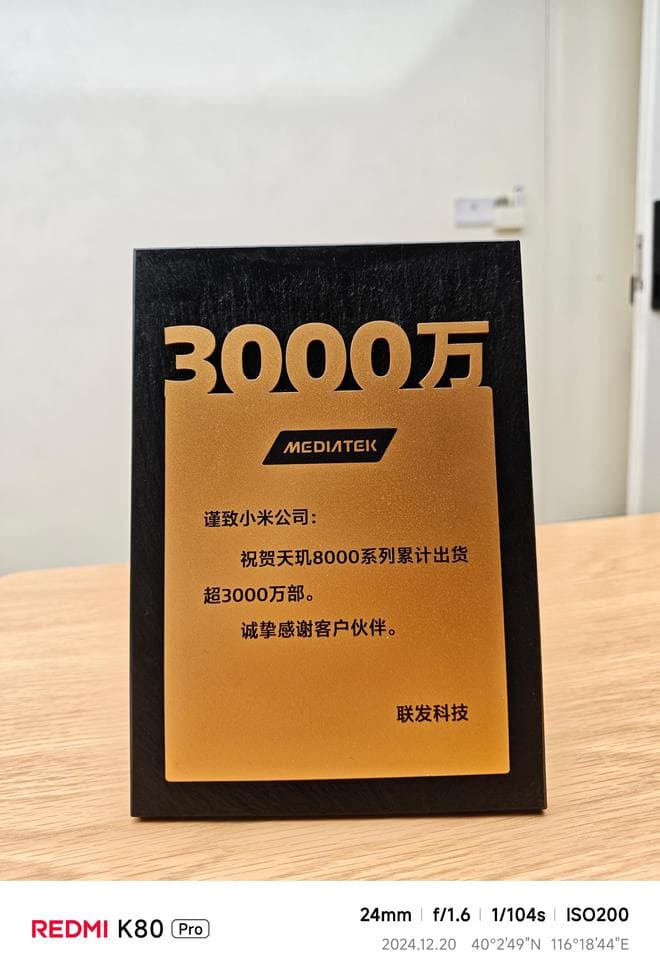 3000万
MEDIATEK
谨致小米公司：
祝贺天玑8000系列累计出货
超3000万部。
诚挚感谢客户伙伴。
联发科技
REDMI K80 Pro
24mm | f/1.6 | 1/104s | ISO200
2024.12.20 40°2'49"N 116°18'44"E